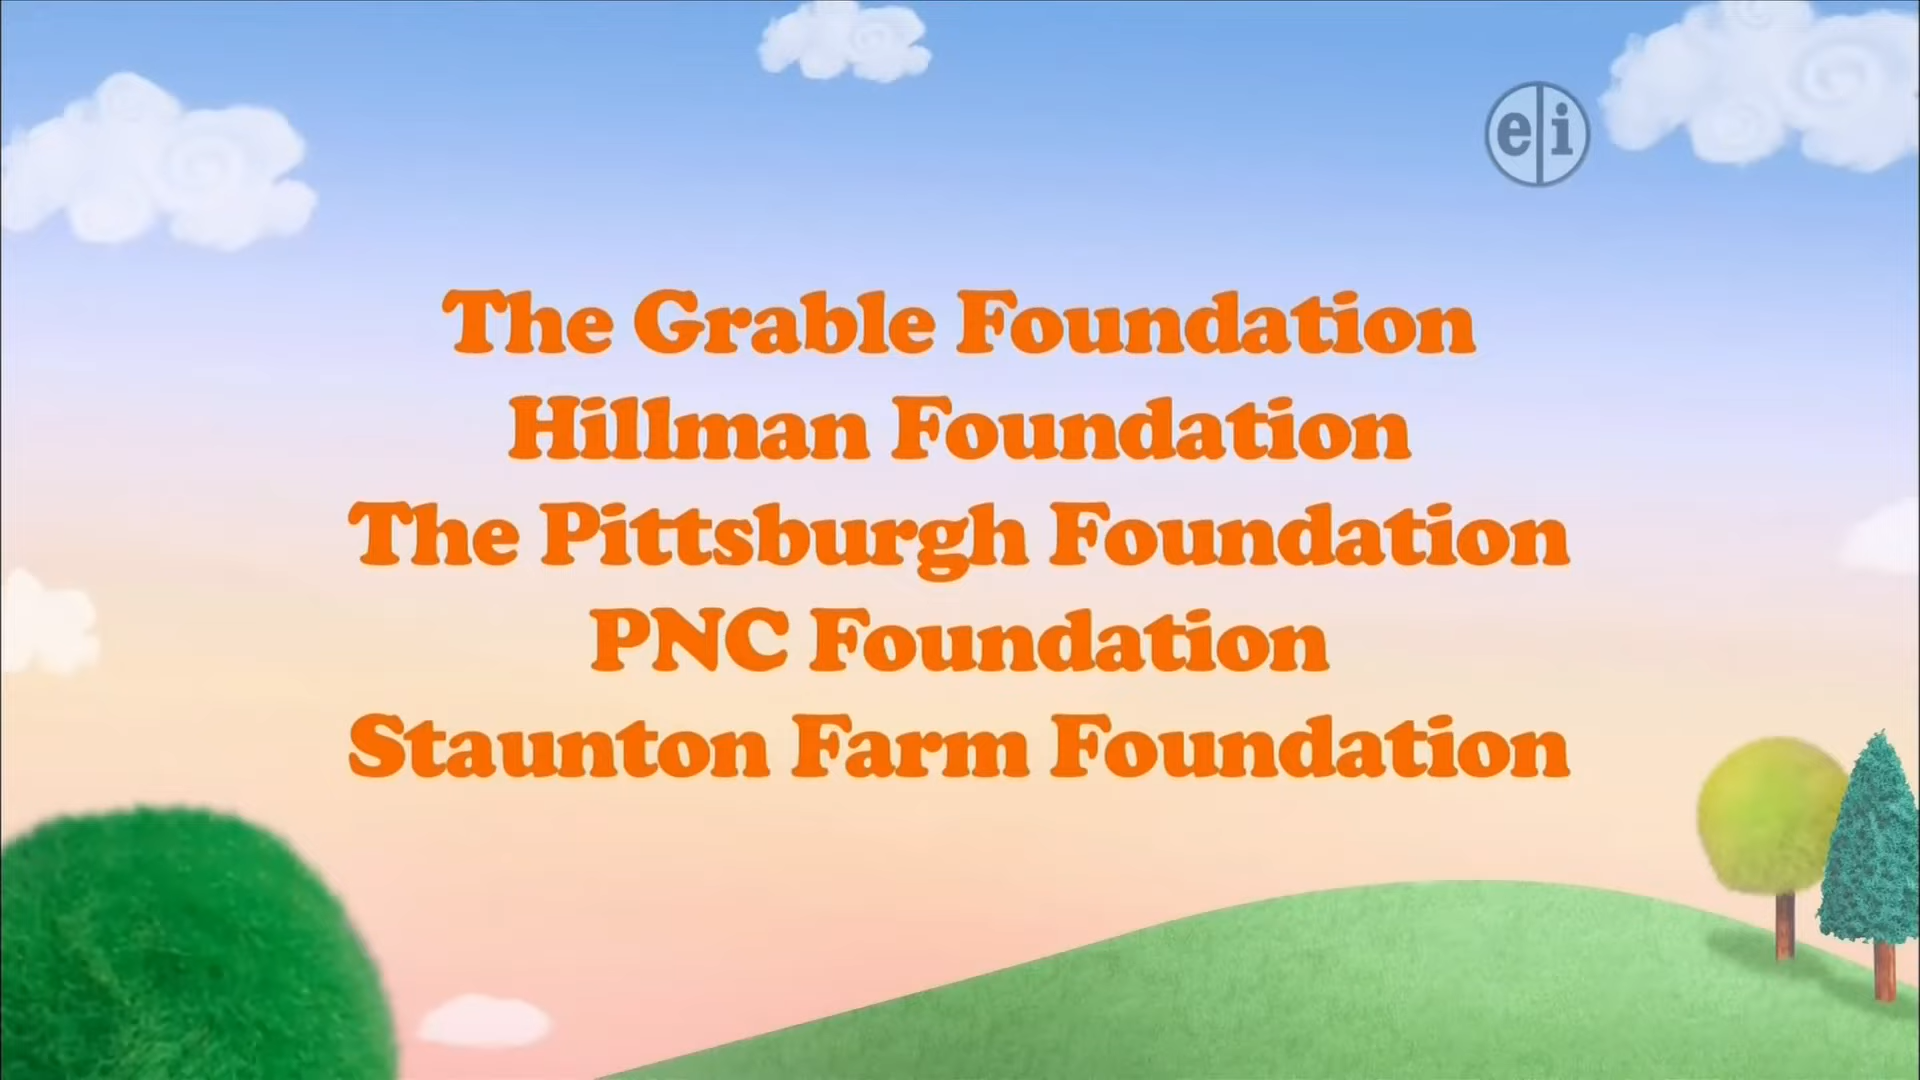 e|i
The Grable Foundation
Hillman Foundation
The Pittsburgh Foundation
PNC Foundation
Staunton Farm Foundation